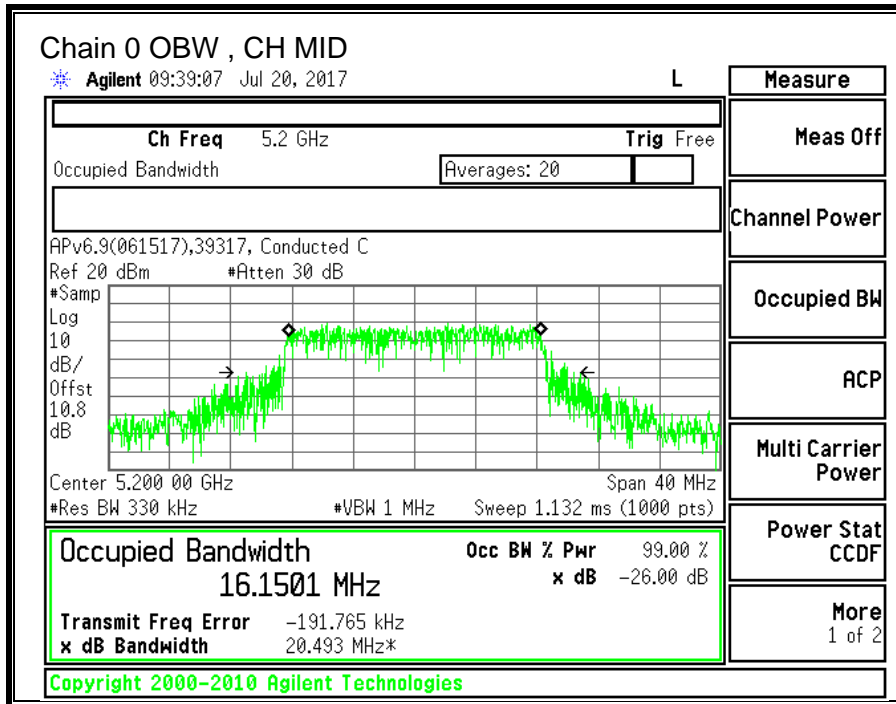 Chain 0 OBW , CH MID
Agilent 09:39:07 Jul 20, 2017 L
Measure
Ch Freq 5.2 GHz Trig Free
Meas Off
Occupied Bandwidth Averages: 20
Channel Power
APv6.9(061517),39317, Conducted C
Ref 20 dBm #Atten 30 dB
#Samp
Log
10
dB/
Offst
10.8
dB
Occupied BW
ACP
Center 5.200 00 GHz Span 40 MHz
#Res BW 330 kHz #VBW 1 MHz Sweep 1.132 ms (1000 pts)
Multi Carrier
Power
Occupied Bandwidth Occ BW % Pwr 99.00 %
16.1501 MHz x dB -26.00 dB
Transmit Freq Error -191.765 kHz
x dB Bandwidth 20.493 MHz*
Power Stat
CCDF
More
1 of 2
Copyright 2000-2010 Agilent Technologies